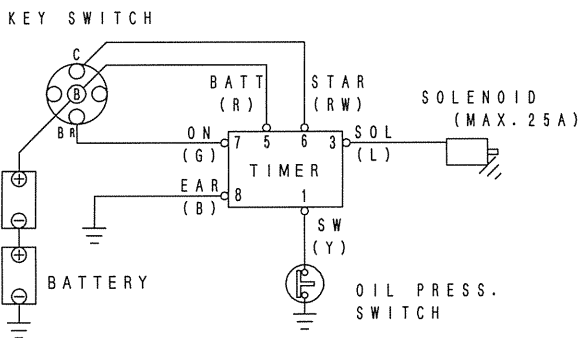 KEY SWITCH
C
B
BR
BATT
(R)
STAR
(RW)
SOLENOID
(MAX. 25A)
ON
(G)
7
5
6
3
SOL
(L)
TIMER
EAR
(B)
8
1
SW
(Y)
+
−
+
−
BATTERY
OIL PRESS.
SWITCH